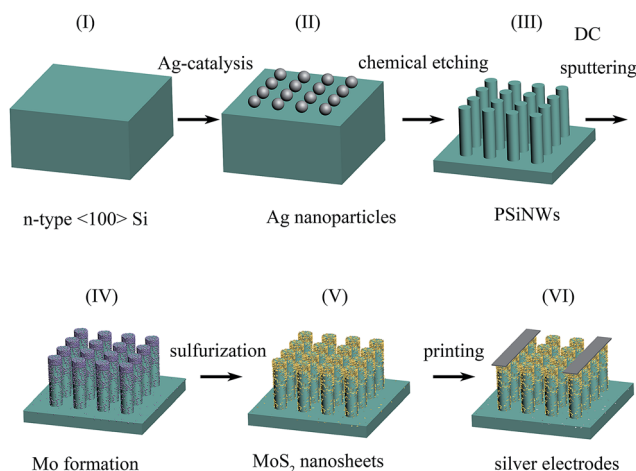 (I)
(II)
(III)
DC
Ag-catalysis
chemical etching
sputtering
n-type <100> Si
Ag nanoparticles
PSiNWs
(IV)
(V)
(VI)
sulfurization
printing
Mo formation
MoS, nanosheets
silver electrodes